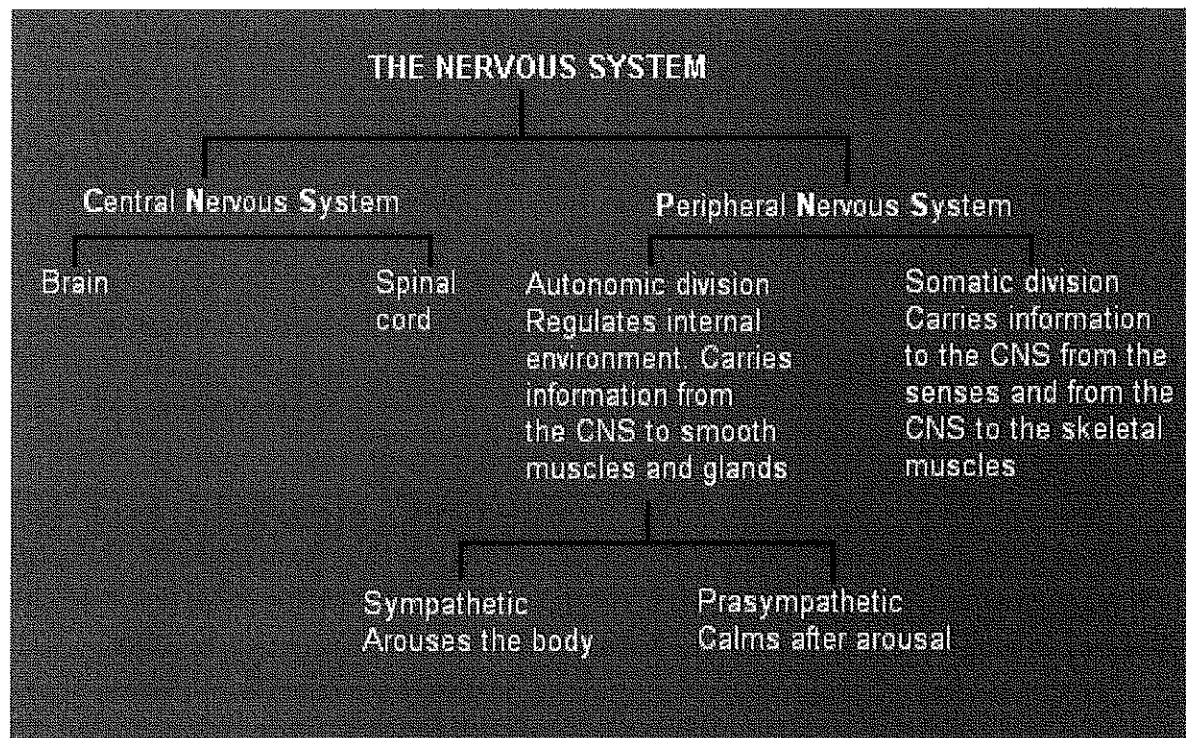 THE NERVOUS SYSTEM
Central Nervous System
Peripheral Nervous System
Brain
Spinal
cord
Autonomic division
Regulates internal
environment. Carries
information from
the CNS to smooth
muscles and glands
Somatic division
Carries information
to the CNS from the
senses and from the
CNS to the skeletal
muscles
Sympathetic
Arouses the body
Prasympathetic
Calms after arousal